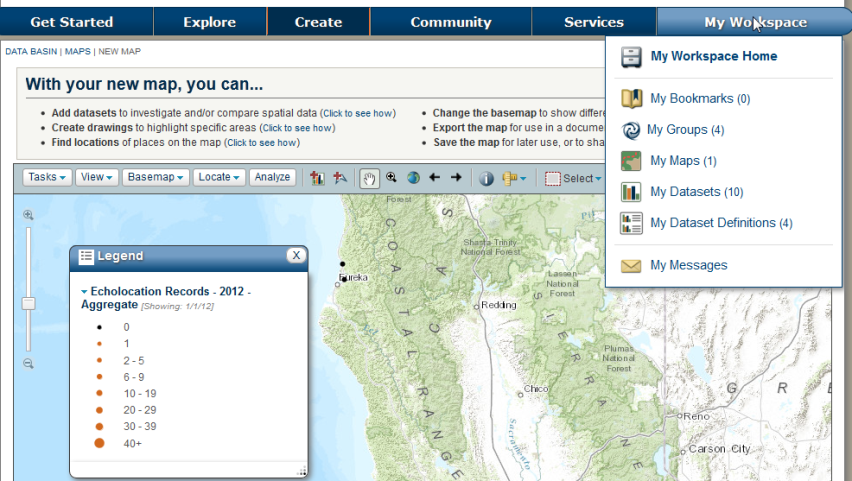 Get Started
Explore
Create
Community
Services
My Workspace
DATA BASIN | MAPS | NEW MAP
With your new map, you can...
• Add datasets to investigate and/or compare spatial data (Click to see how)
• Create drawings to highlight specific areas (Click to see how)
• Find locations of places on the map (Click to see how)
• Change the basemap to show differe
• Export the map for use in a docume
• Save the map for later use, or to sha
My Workspace Home
My Bookmarks (0)
My Groups (4)
My Maps (1)
My Datasets (10)
My Dataset Definitions (4)
My Messages
Tasks
View
Basemap
Locate
Analyze
Select
Legend
X
Echolocation Records - 2012 -
Aggregate [Showing: 1/1/12]
0
1
2 - 5
6 - 9
10 - 19
20 - 29
30 - 39
40+
Forest
Shasta Trinity
National Forest
Eureka
Redding
Lassen
National
Forest
Plumas
National
Forest
Chico
Reno
Carson City
Sacramento
COASTAL RANGE
SIERRA NE
G R E